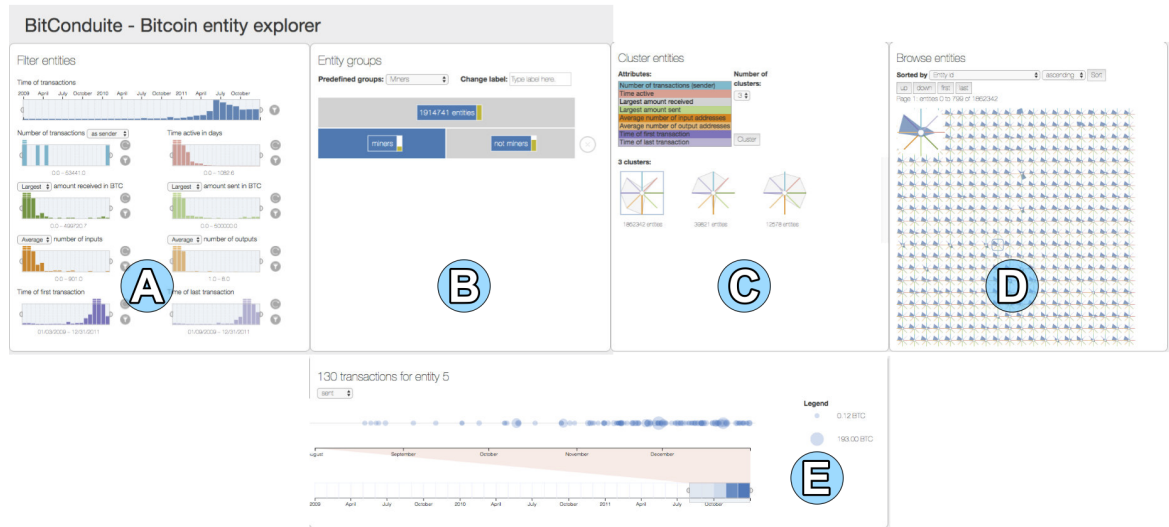 BitConduite - Bitcoin entity explorer
Filter entities
Time of transactions
2009 April July October 2010 April July October 2011 April July October
Number of transactions as sender
Time active in days
0.0 - 63441.0
0.0 - 1082.6
Largest amount received in BTC
Largest amount sent in BTC
0.0 - 499720.7
0.0 - 500000.0
Average number of inputs
Average number of outputs
0.0 - 901.0
1.0 - 8.0
Time of first transaction
Time of last transaction
01/03/2009 - 12/31/2011
01/09/2009 - 12/31/2011
A
Entity groups
Predefined groups: Miners Change label: Type label here
1914741 entities
miners
not miners
B
Cluster entities
Attributes:
Number of clusters:
Number of transactions (sender)
Time active
Largest amount received
Largest amount sent
Average number of input addresses
Average number of output addresses
Time of first transaction
Time of last transaction
3
Cluster
3 clusters:
1862342 entities
39821 entities
12578 entities
C
Browse entities
Sorted by Entity id ascending Sort
up down first last
Page 1: entities 0 to 799 of 1862342
D
130 transactions for entity 5
sent
Legend
0.12 BTC
193.00 BTC
August September October November December
2009 April July October 2010 April July October 2011 April July October
E